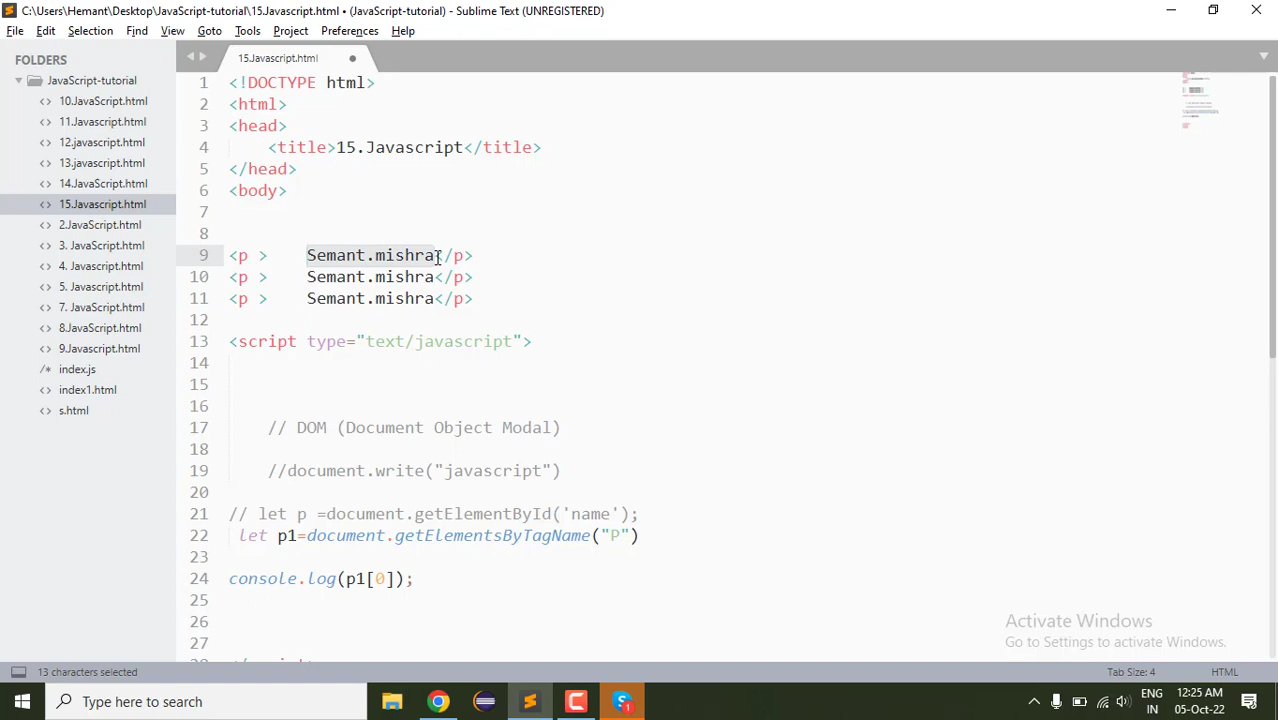 C:\Users\Hemant\Desktop\JavaScript-tutorial\15.Javascript.html • (JavaScript-tutorial) - Sublime Text (UNREGISTERED)
File Edit Selection Find View Goto Tools Project Preferences Help
FOLDERS
JavaScript-tutorial
10.JavaScript.html
11.Javascript.html
12.javascript.html
13.javascript.html
14.JavaScript.html
15.Javascript.html
2.JavaScript.html
3. JavaScript.html
4. Javascript.html
5. Javascript.html
7. JavaScript.html
8.JavaScript.html
9.Javascript.html
index.js
index1.html
s.html
15.Javascript.html
1 <!DOCTYPE html>
2 <html>
3 <head>
4 <title>15.Javascript</title>
5 </head>
6 <body>
7
8
9 <p > Semant.mishra</p>
10 <p > Semant.mishra</p>
11 <p > Semant.mishra</p>
12
13 <script type="text/javascript">
14
15
16
17 // DOM (Document Object Modal)
18
19 //document.write("javascript")
20
21 // let p =document.getElementById('name');
22 let p1=document.getElementsByTagName("P")
23
24 console.log(p1[0]);
25
26
27
Activate Windows
Go to Settings to activate Windows.
13 characters selected
Tab Size: 4 HTML
Type here to search
1
ENG
IN
12:25 AM
05-Oct-22